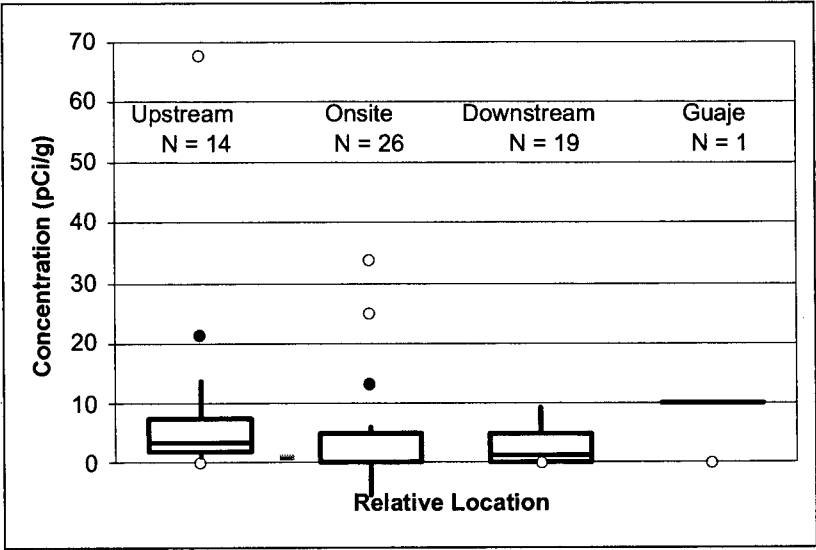 70
60
50
40
30
20
10
0
Concentration (pCi/g)
Upstream Onsite Downstream Guaje
N = 14 N = 26 N = 19 N = 1
Relative Location